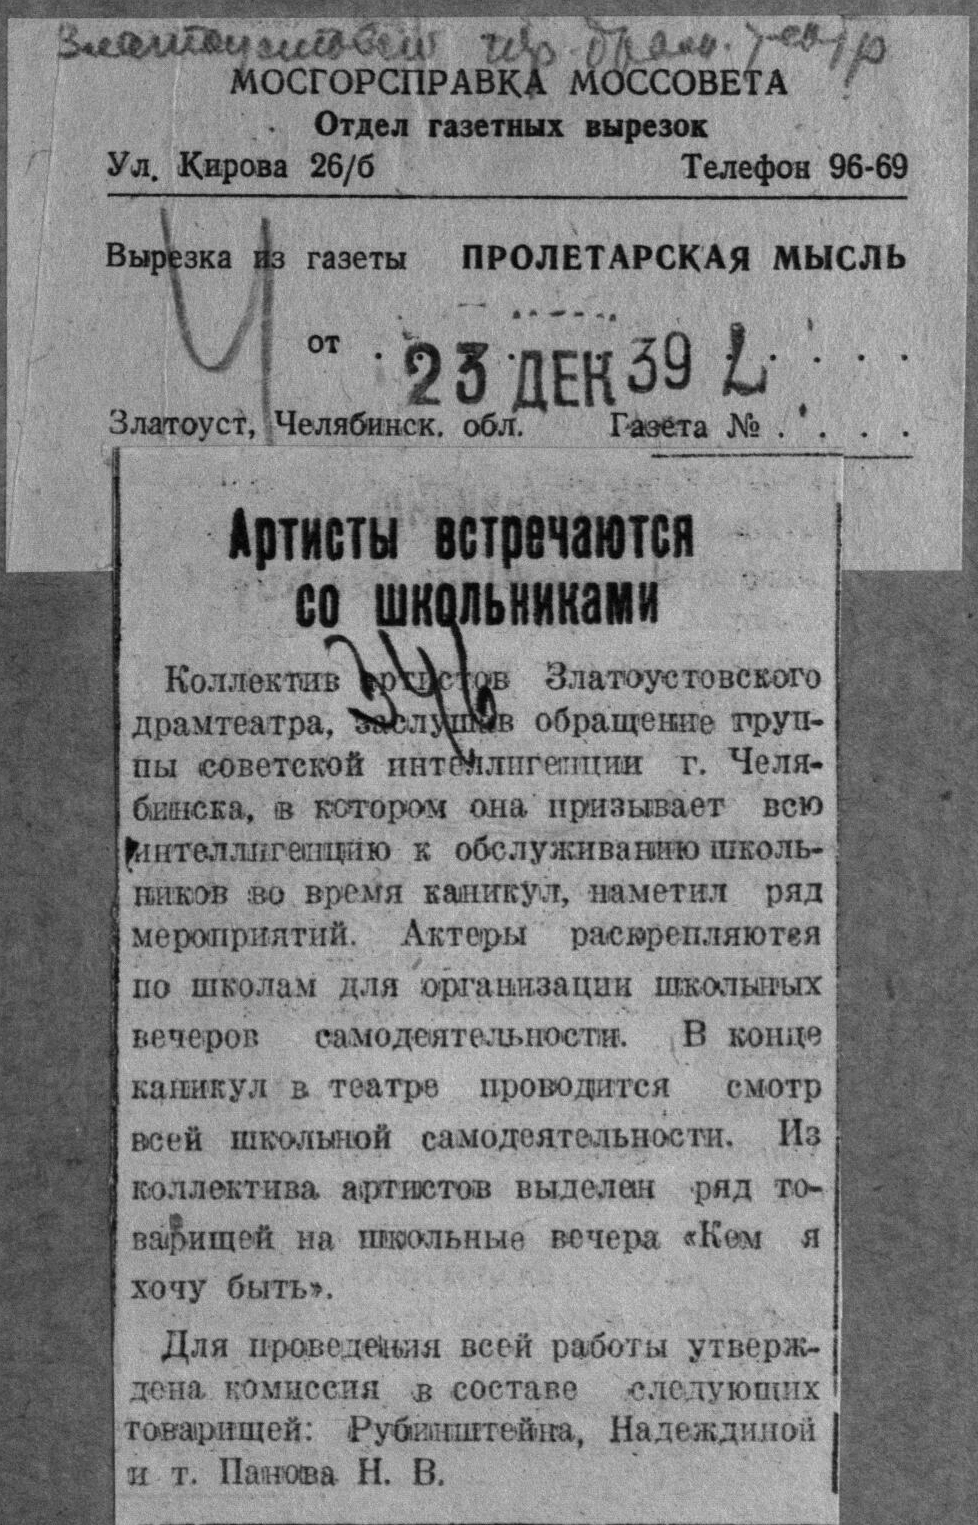 Златоустовский гор. драм. театр
МОСГОРСПРАВКА МОССОВЕТА
Отдел газетных вырезок
Ул. Кирова 26/б Телефон 96-69
Вырезка из газеты ПРОЛЕТАРСКАЯ МЫСЛЬ
от 23 ДЕК 39
Златоуст, Челябинск. обл. Газета № . . . .
Артисты встречаются
со школьниками
Коллектив артистов Златоустовского
драмтеатра, заслушав обращение груп-
пы советской интеллигенции г. Челя-
бинска, в котором она призывает всю
интеллигенцию к обслуживанию школь-
ников во время каникул, наметил ряд
мероприятий. Актеры раскрепляются
по школам для организации школьных
вечеров самодеятельности. В конце
каникул в театре проводится смотр
всей школьной самодеятельности. Из
коллектива артистов выделен ряд то-
варищей на школьные вечера «Кем я
хочу быть».
Для проведения всей работы утверж-
дена комиссия в составе следующих
товарищей: Рубинштейна, Надеждиной
и т. Панова Н. В.